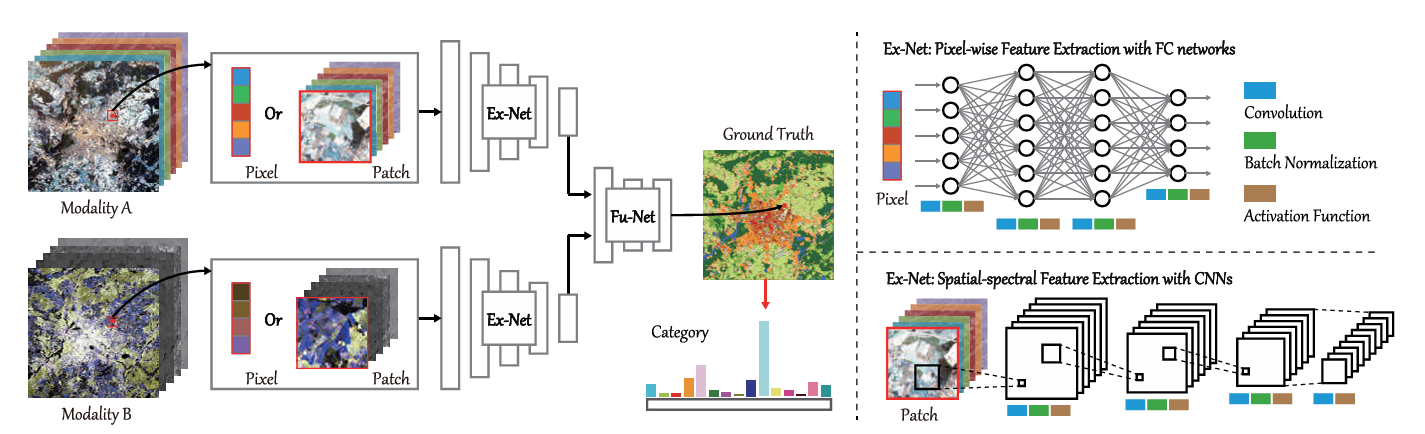 Modality A
Pixel
Or
Patch
Ex-Net
Modality B
Pixel
Or
Patch
Ex-Net
Fu-Net
Ground Truth
Category
Ex-Net: Pixel-wise Feature Extraction with FC networks
Pixel
Convolution
Batch Normalization
Activation Function
Ex-Net: Spatial-spectral Feature Extraction with CNNs
Patch